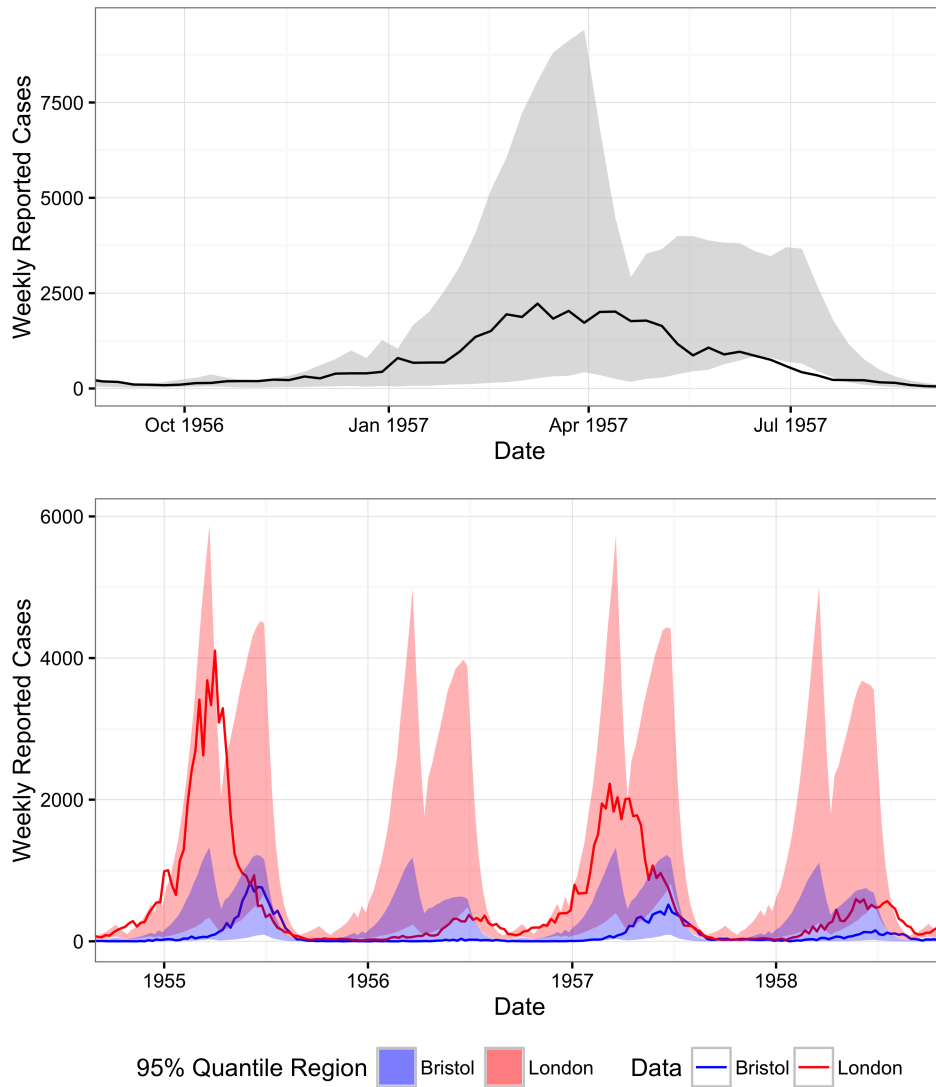 Weekly Reported Cases
7500
5000
2500
0
Oct 1956 Jan 1957 Apr 1957 Jul 1957
Date
Weekly Reported Cases
6000
4000
2000
0
1955 1956 1957 1958
Date
95% Quantile Region Bristol London Data Bristol London